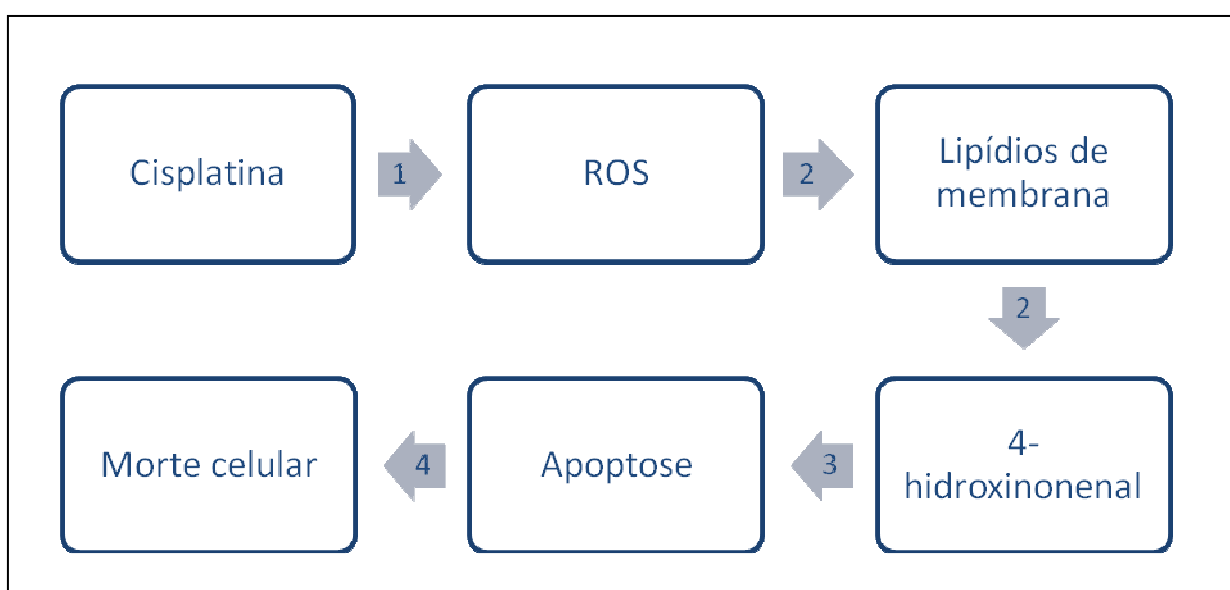 Cisplatina
1
ROS
2
Lipídios de
membrana
2
4-
hidroxinonenal
3
Apoptose
4
Morte celular